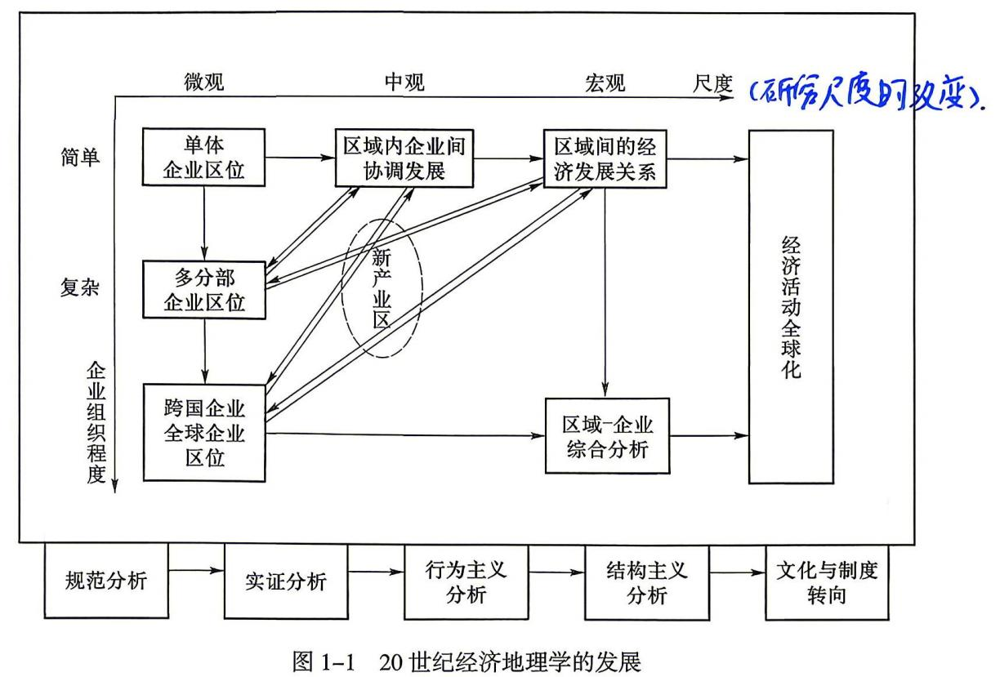 微观
中观
宏观
尺度
(研究尺度的改变).
简单
单体
企业区位
区域内企业间
协调发展
区域间的经
济发展关系
复杂
多分部
企业区位
新产业区
经济活动全球化
企业组织程度
跨国企业
全球企业
区位
区域-企业
综合分析
规范分析
实证分析
行为主义
分析
结构主义
分析
文化与制度
转向
图 1-1 20 世纪经济地理学的发展